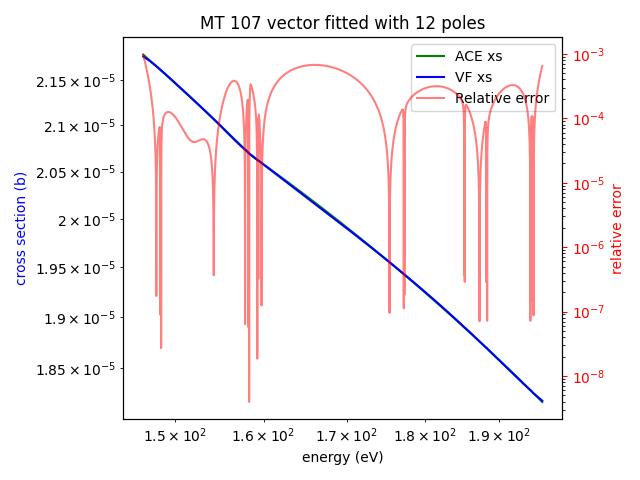 MT 107 vector fitted with 12 poles
ACE xs
VF xs
Relative error
cross section (b)
2.15 × 10⁻⁵
2.1 × 10⁻⁵
2.05 × 10⁻⁵
2 × 10⁻⁵
1.95 × 10⁻⁵
1.9 × 10⁻⁵
1.85 × 10⁻⁵
10⁻³
10⁻⁴
10⁻⁵
10⁻⁶
10⁻⁷
10⁻⁸
relative error
1.5 × 10² 1.6 × 10² 1.7 × 10² 1.8 × 10² 1.9 × 10²
energy (eV)